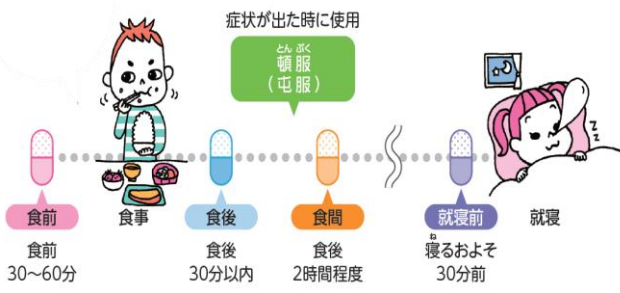 症状が出た時に使用
とんぷく
頓服
(屯服)
zz
食前
食事
食後
食間
就寝前
就寝
食前
30〜60分
食後
30分以内
食後
2時間程度
ね
寝るおよそ
30分前